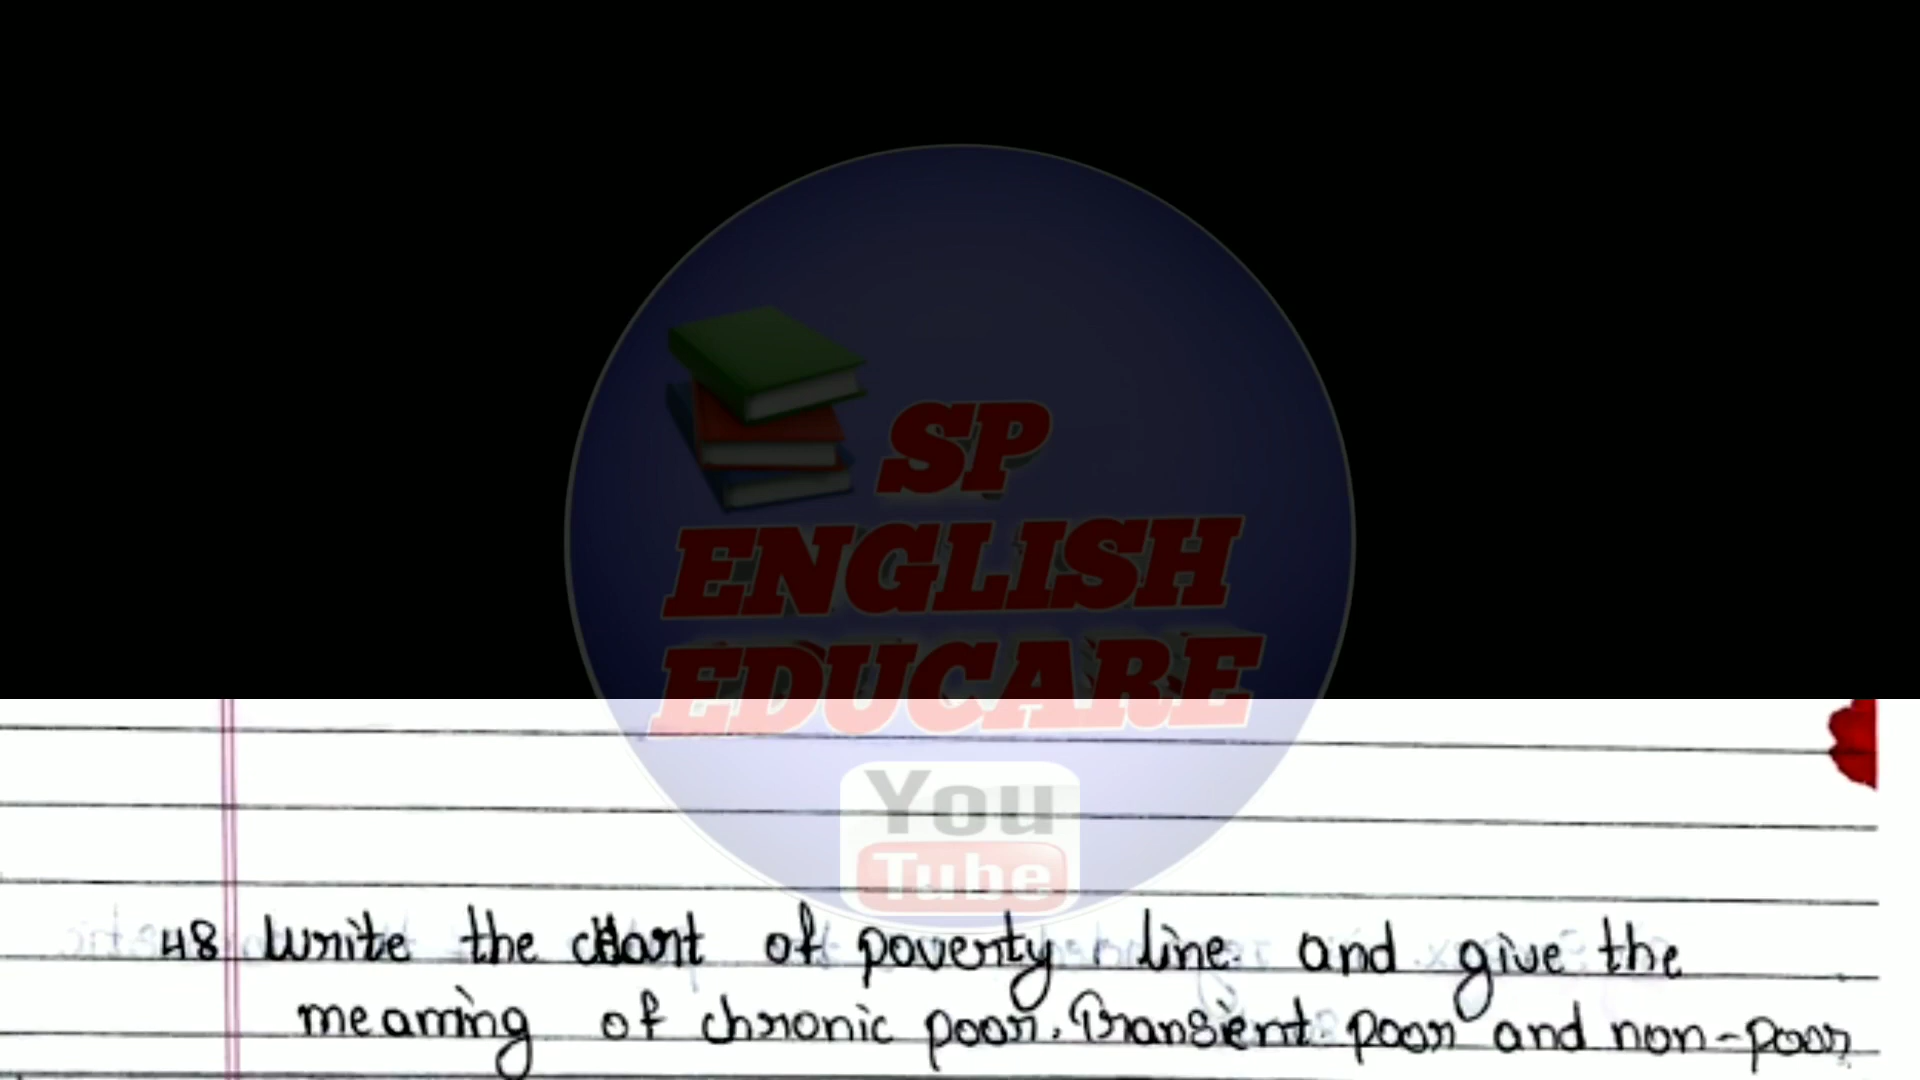 SP
ENGLISH
EDUCARE
You
Tube
48 Write the chart of poverty line and give the
meaning of chronic poor. Transient poor and non-poor